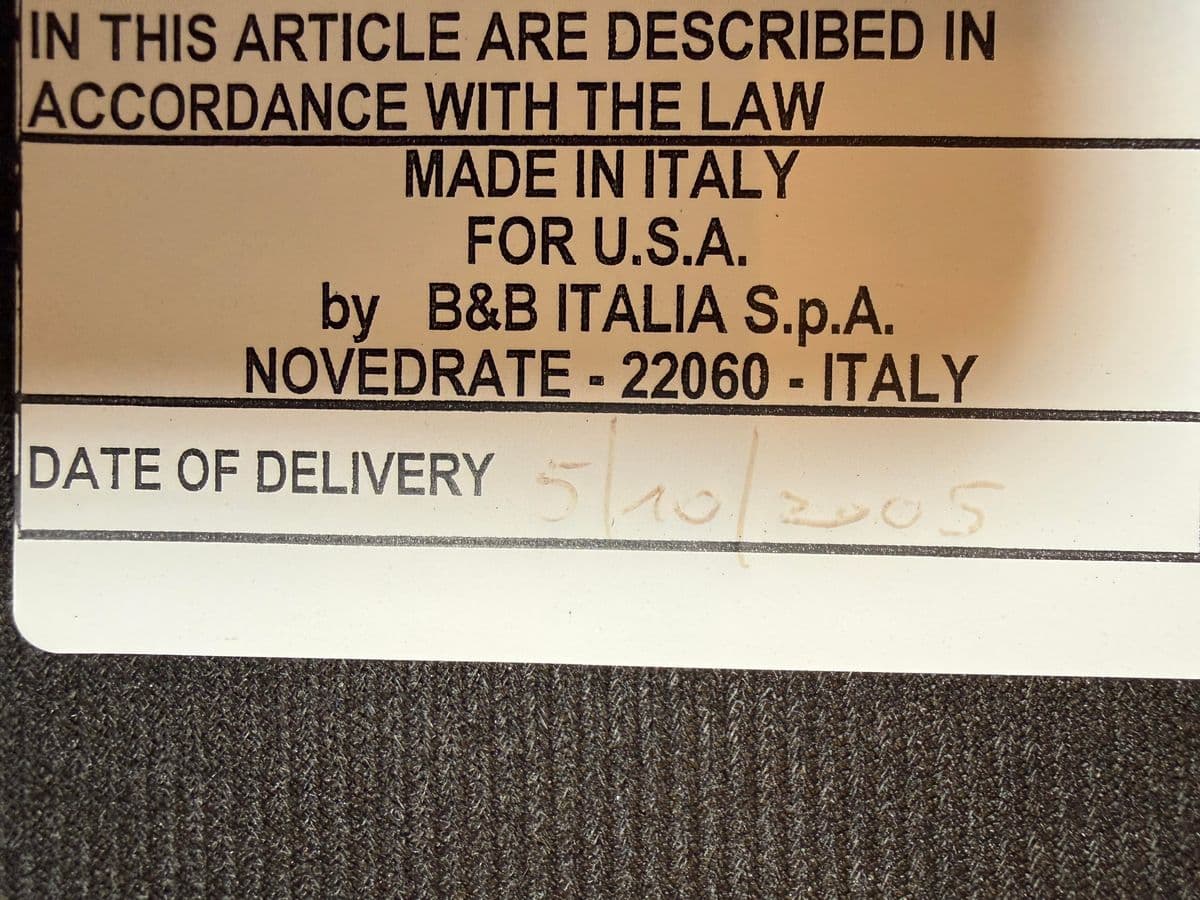 IN THIS ARTICLE ARE DESCRIBED IN
ACCORDANCE WITH THE LAW
MADE IN ITALY
FOR U.S.A.
by B&B ITALIA S.p.A.
NOVEDRATE - 22060 - ITALY
DATE OF DELIVERY 5/10/2005